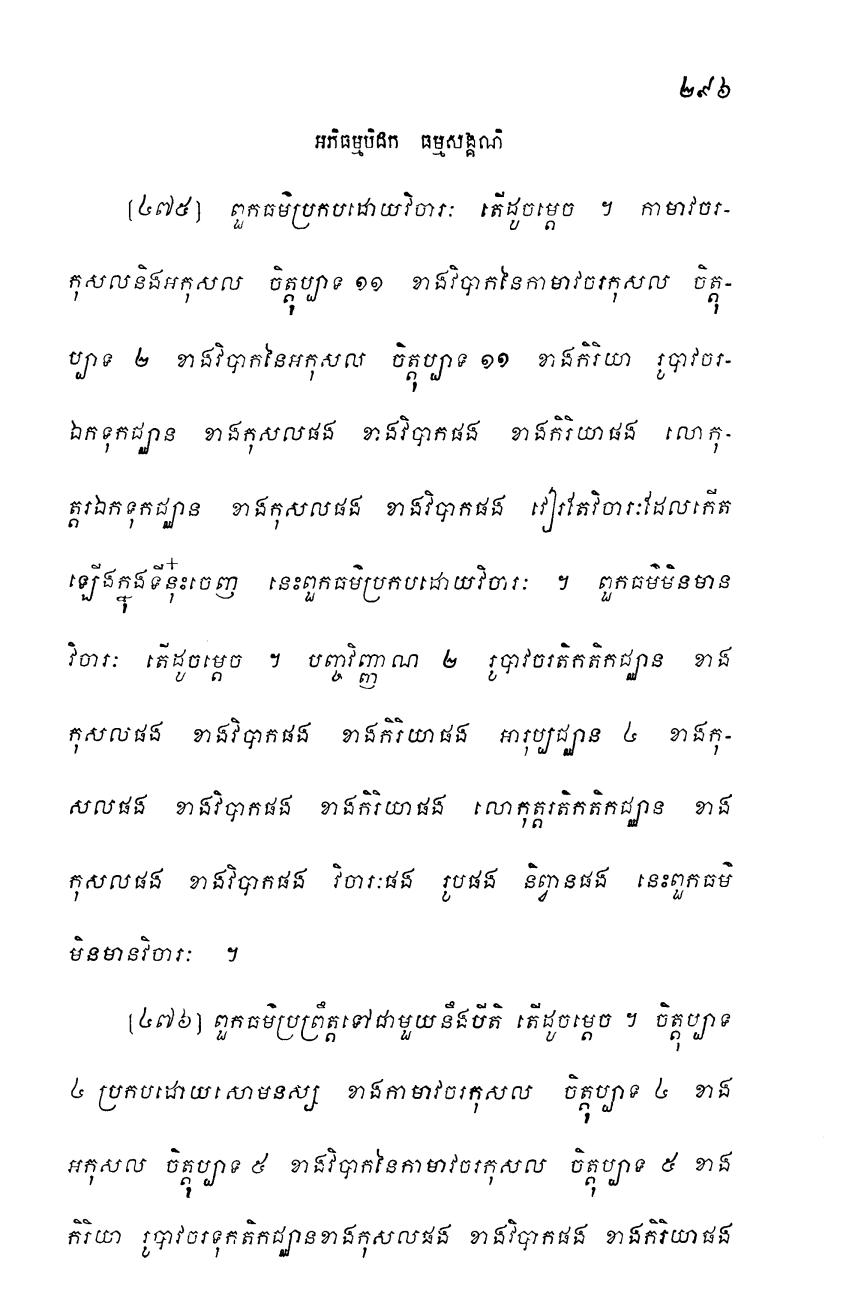 ២៩៦
អភិធម្មបិដក ធម្មសង្គណិ
[៤៧៥] ពួកធម៌ប្រកបដោយវិចារៈ តើដូចម្តេច ។ កាមាវចរ-
កុសលនិងអកុសល ចិត្តុប្បាទ ១១ ខាងវិបាកនៃកាមាវចរកុសល ចិត្តុ-
ប្បាទ ២ ខាងវិបាកនៃអកុសល ចិត្តុប្បាទ ១១ ខាងកិរិយា រូបាវចរ-
ឯកទុកជ្ឈាន ខាងកុសលផង ខាងវិបាកផង ខាងកិរិយាផង លោកុ-
ត្តរឯកទុកជ្ឈាន ខាងកុសលផង ខាងវិបាកផង វៀរតែវិចារៈដែលកើត
ឡើងក្នុងទីនុ៎ះចេញ នេះពួកធម៌ប្រកបដោយវិចារៈ ។ ពួកធម៌មិនមាន
វិចារៈ តើដូចម្តេច ។ បញ្ចវិញ្ញាណ ២ រូបាវចរតិកតិកជ្ឈាន ខាង
កុសលផង ខាងវិបាកផង ខាងកិរិយាផង អារុប្បជ្ឈាន ៤ ខាងកុ-
សលផង ខាងវិបាកផង ខាងកិរិយាផង លោកុត្តរតិកតិកជ្ឈាន ខាង
កុសលផង ខាងវិបាកផង វិចារៈផង រូបផង និព្វានផង នេះពួកធម៌
មិនមានវិចារៈ ។
[៤៧៦] ពួកធម៌ប្រព្រឹត្តទៅជាមួយនឹងបីតិ តើដូចម្តេច ។ ចិត្តុប្បាទ
៤ ប្រកបដោយសោមនស្ស ខាងកាមាវចរកុសល ចិត្តុប្បាទ ៤ ខាង
អកុសល ចិត្តុប្បាទ ៥ ខាងវិបាកនៃកាមាវចរកុសល ចិត្តុប្បាទ ៥ ខាង
កិរិយា រូបាវចរទុកតិកជ្ឈានខាងកុសលផង ខាងវិបាកផង ខាងកិរិយាផង